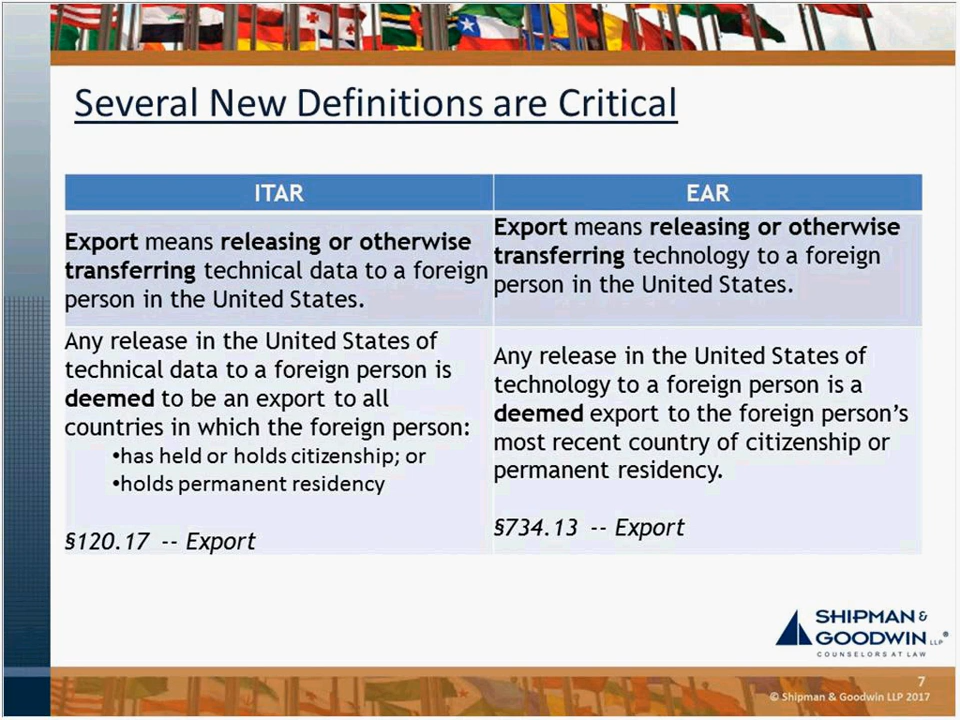 Several New Definitions are Critical
ITAR
EAR
Export means releasing or otherwise
transferring technical data to a foreign
person in the United States.
Export means releasing or otherwise
transferring technology to a foreign
person in the United States.
Any release in the United States of
technical data to a foreign person is
deemed to be an export to all
countries in which the foreign person:
•has held or holds citizenship; or
•holds permanent residency
§120.17 -- Export
Any release in the United States of
technology to a foreign person is a
deemed export to the foreign person’s
most recent country of citizenship or
permanent residency.
§734.13 -- Export
SHIPMAN &
GOODWIN LLP®
COUNSELORS AT LAW
7
© Shipman & Goodwin LLP 2017